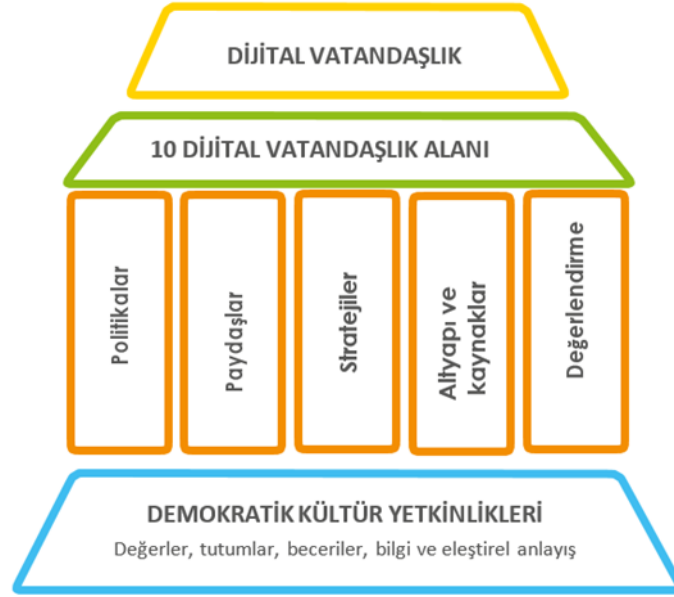 DİJİTAL VATANDAŞLIK
10 DİJİTAL VATANDAŞLIK ALANI
Politikalar
Paydaşlar
Stratejiler
Altyapı ve
kaynaklar
Değerlendirme
DEMOKRATİK KÜLTÜR YETKİNLİKLERİ
Değerler, tutumlar, beceriler, bilgi ve eleştirel anlayış